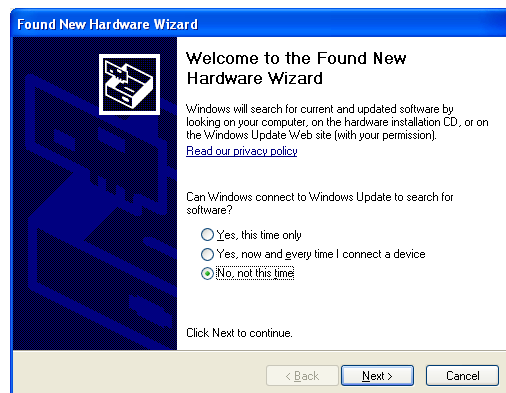 Found New Hardware Wizard
Welcome to the Found New
Hardware Wizard
Windows will search for current and updated software by
looking on your computer, on the hardware installation CD, or on
the Windows Update Web site (with your permission).
Read our privacy policy
Can Windows connect to Windows Update to search for
software?
Yes, this time only
Yes, now and every time I connect a device
No, not this time
Click Next to continue.
< Back Next > Cancel